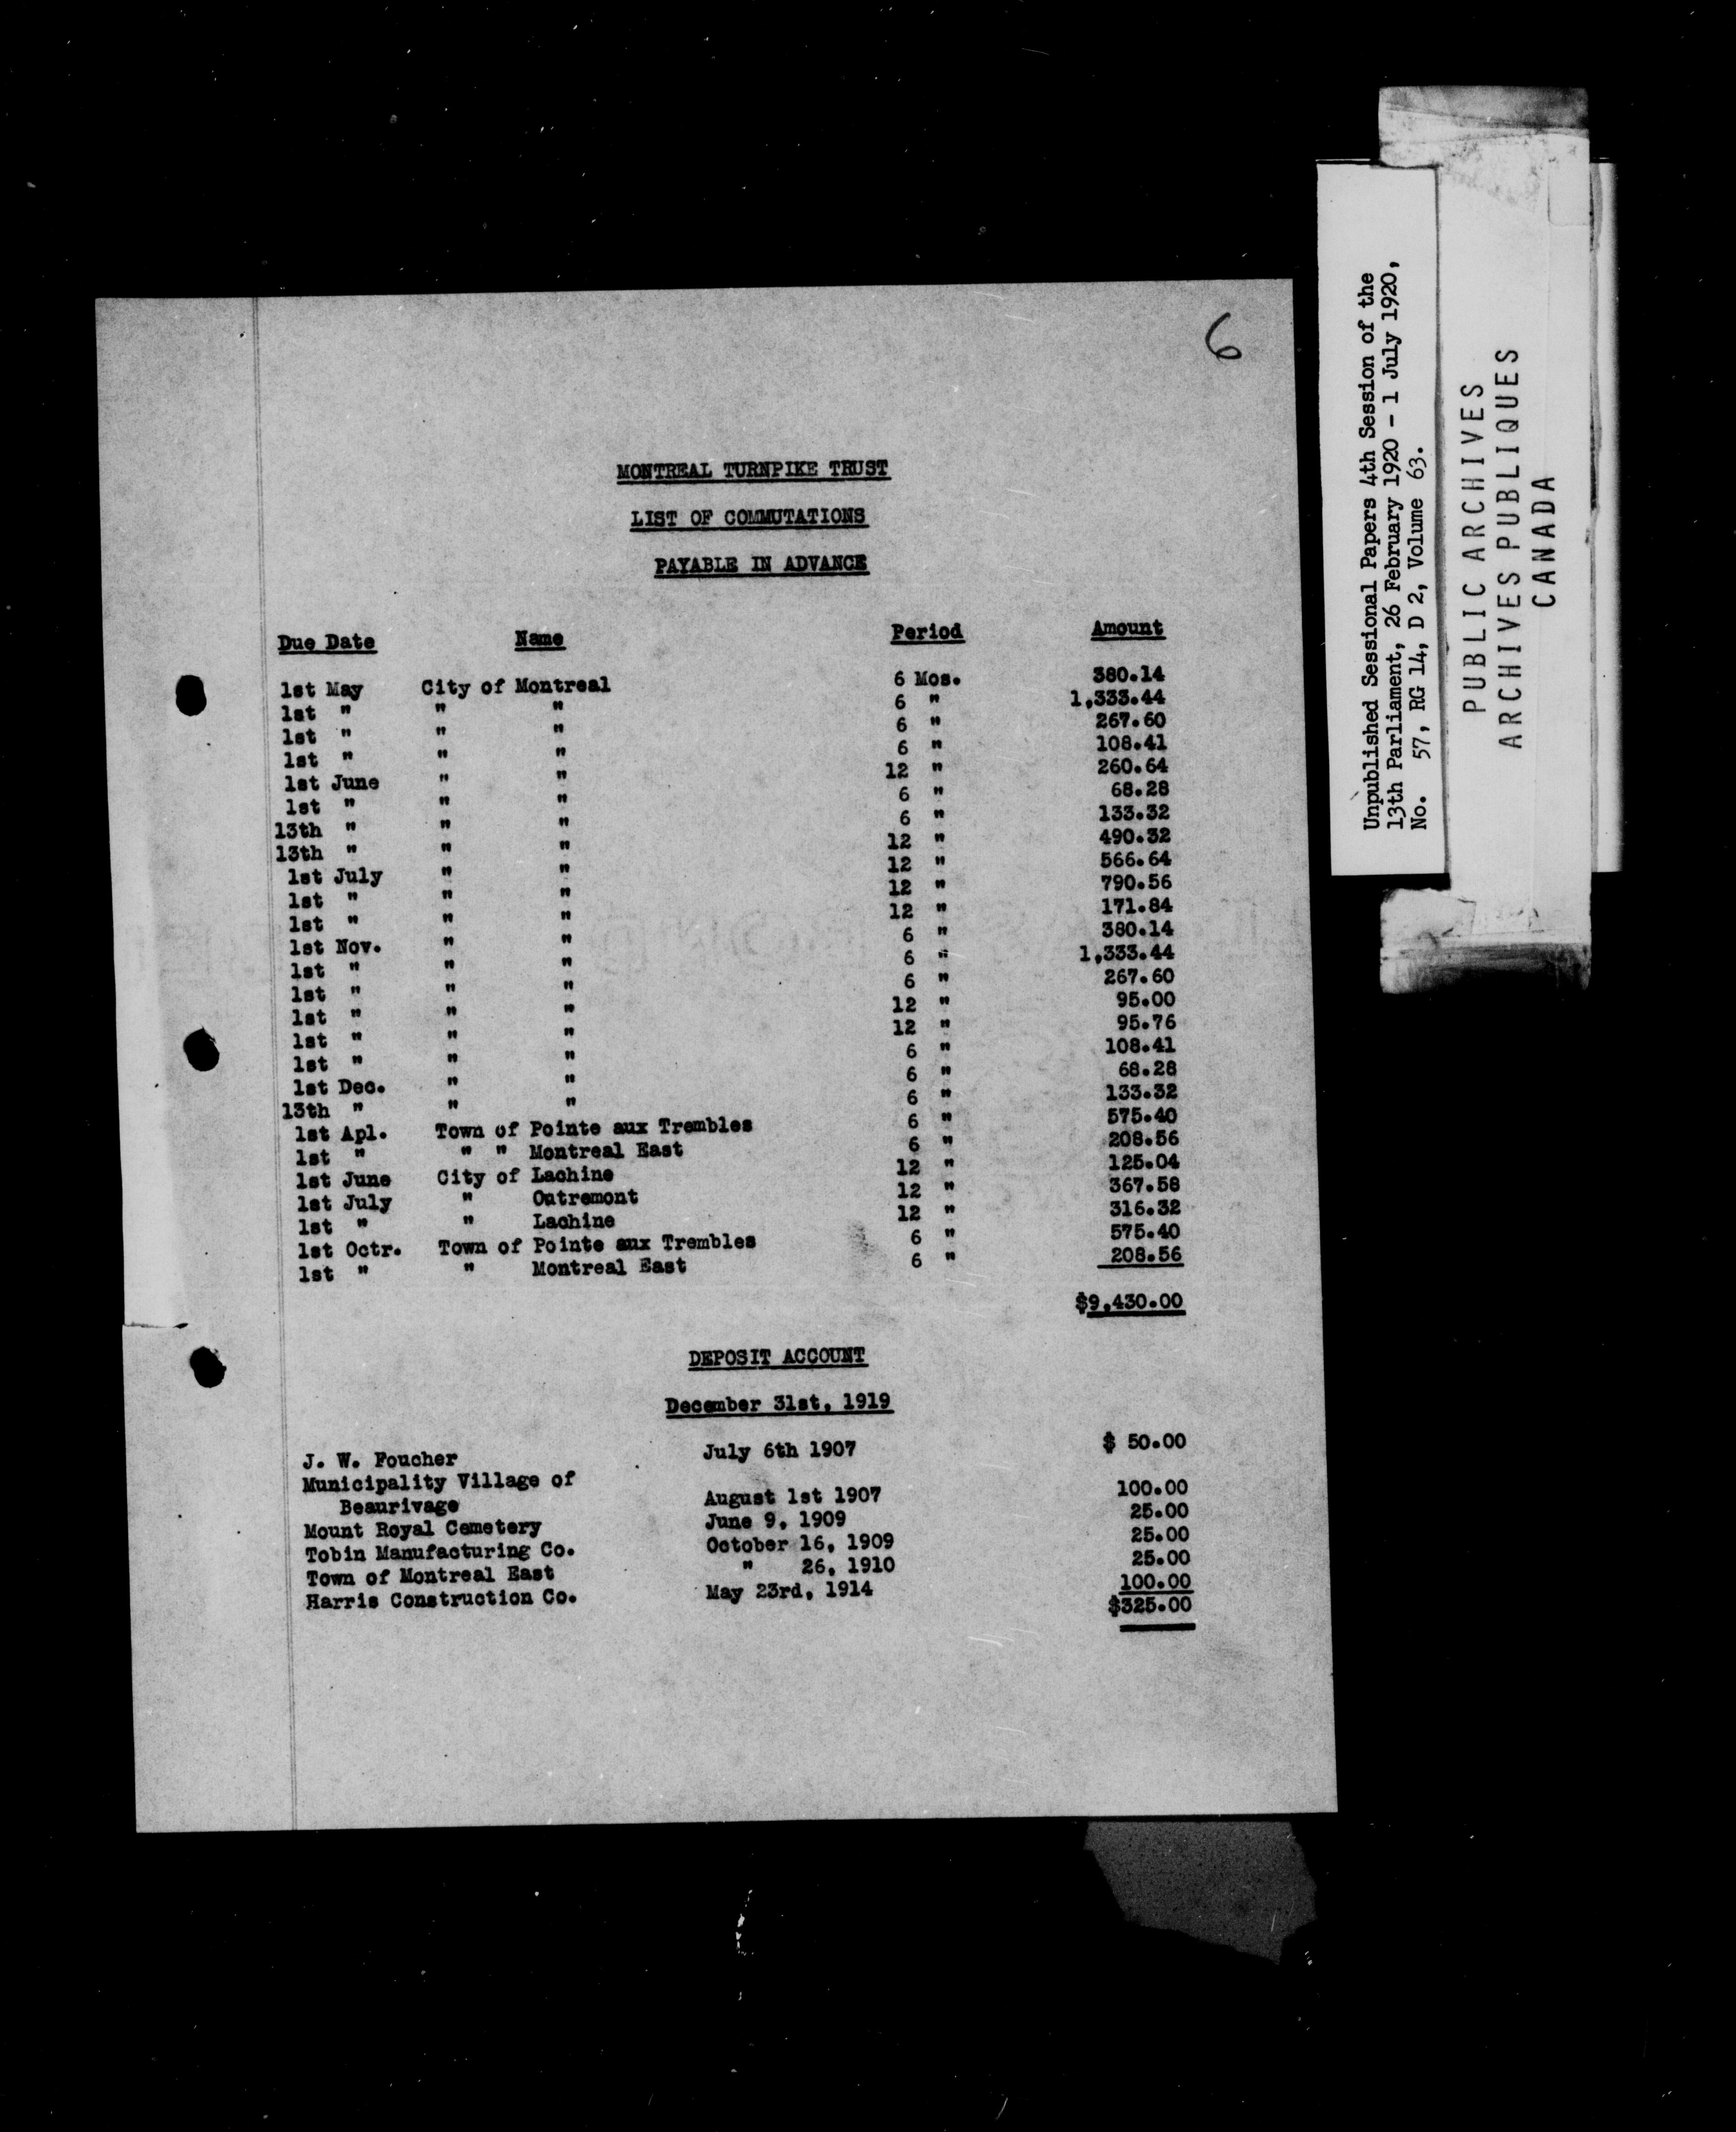 6
MONTREAL TURNPIKE TRUST
LIST OF COMMUTATIONS
PAYABLE IN ADVANCE
Due Date Name Period Amount
1st May City of Montreal 6 Mos. 380.14
1st " " " 6 " 1,333.44
1st " " " 6 " 267.60
1st " " " 6 " 108.41
1st June " " 12 " 260.64
1st " " " 6 " 68.28
13th " " " 6 " 133.32
13th " " " 12 " 490.32
1st July " " 12 " 566.64
1st " " " 12 " 790.56
1st " " " 12 " 171.84
1st Nov. " " 6 " 380.14
1st " " " 6 " 1,333.44
1st " " " 6 " 267.60
1st " " " 12 " 95.00
1st " " " 12 " 95.76
1st " " " 6 " 108.41
1st Dec. " " 6 " 68.28
13th " " " 6 " 133.32
1st Apl. Town of Pointe aux Trembles 6 " 575.40
1st " " " Montreal East 6 " 208.56
1st June City of Lachine 12 " 125.04
1st July " Outremont 12 " 367.58
1st " " Lachine 12 " 316.32
1st Octr. Town of Pointe aux Trembles 6 " 575.40
1st " " Montreal East 6 " 208.56
$9,430.00
DEPOSIT ACCOUNT
December 31st, 1919
J. W. Foucher July 6th 1907 $ 50.00
Municipality Village of
Beaurivage August 1st 1907 100.00
Mount Royal Cemetery June 9, 1909 25.00
Tobin Manufacturing Co. October 16, 1909 25.00
Town of Montreal East " 26, 1910 25.00
Harris Construction Co. May 23rd, 1914 100.00
$325.00
Unpublished Sessional Papers 4th Session of the
13th Parliament, 26 February 1920 - 1 July 1920,
No. 57, RG 14, D 2, Volume 63.
PUBLIC ARCHIVES
ARCHIVES PUBLIQUES
CANADA